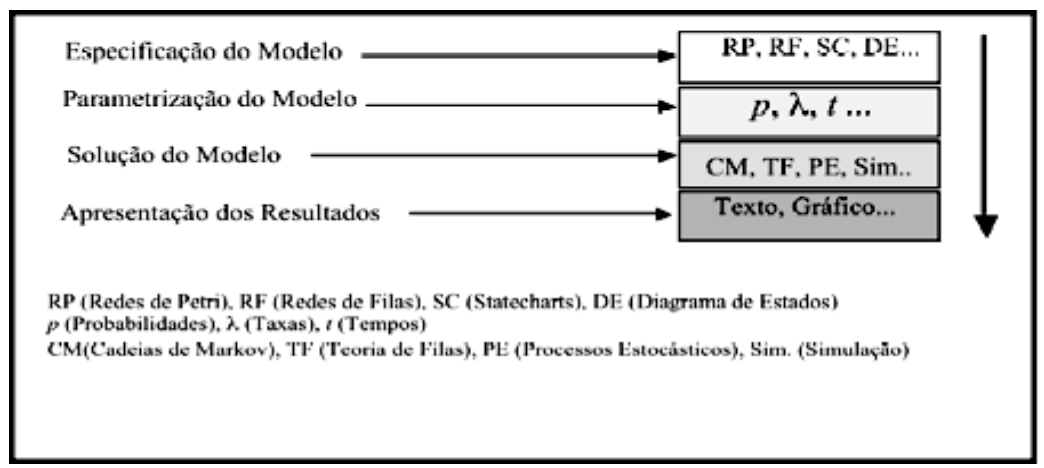 Especificação do Modelo
RP, RF, SC, DE...
Parametrização do Modelo
p, λ, t ...
Solução do Modelo
CM, TF, PE, Sim..
Apresentação dos Resultados
Texto, Gráfico...
RP (Redes de Petri), RF (Redes de Filas), SC (Statecharts), DE (Diagrama de Estados)
p (Probabilidades), λ (Taxas), t (Tempos)
CM(Cadeias de Markov), TF (Teoria de Filas), PE (Processos Estocásticos), Sim. (Simulação)